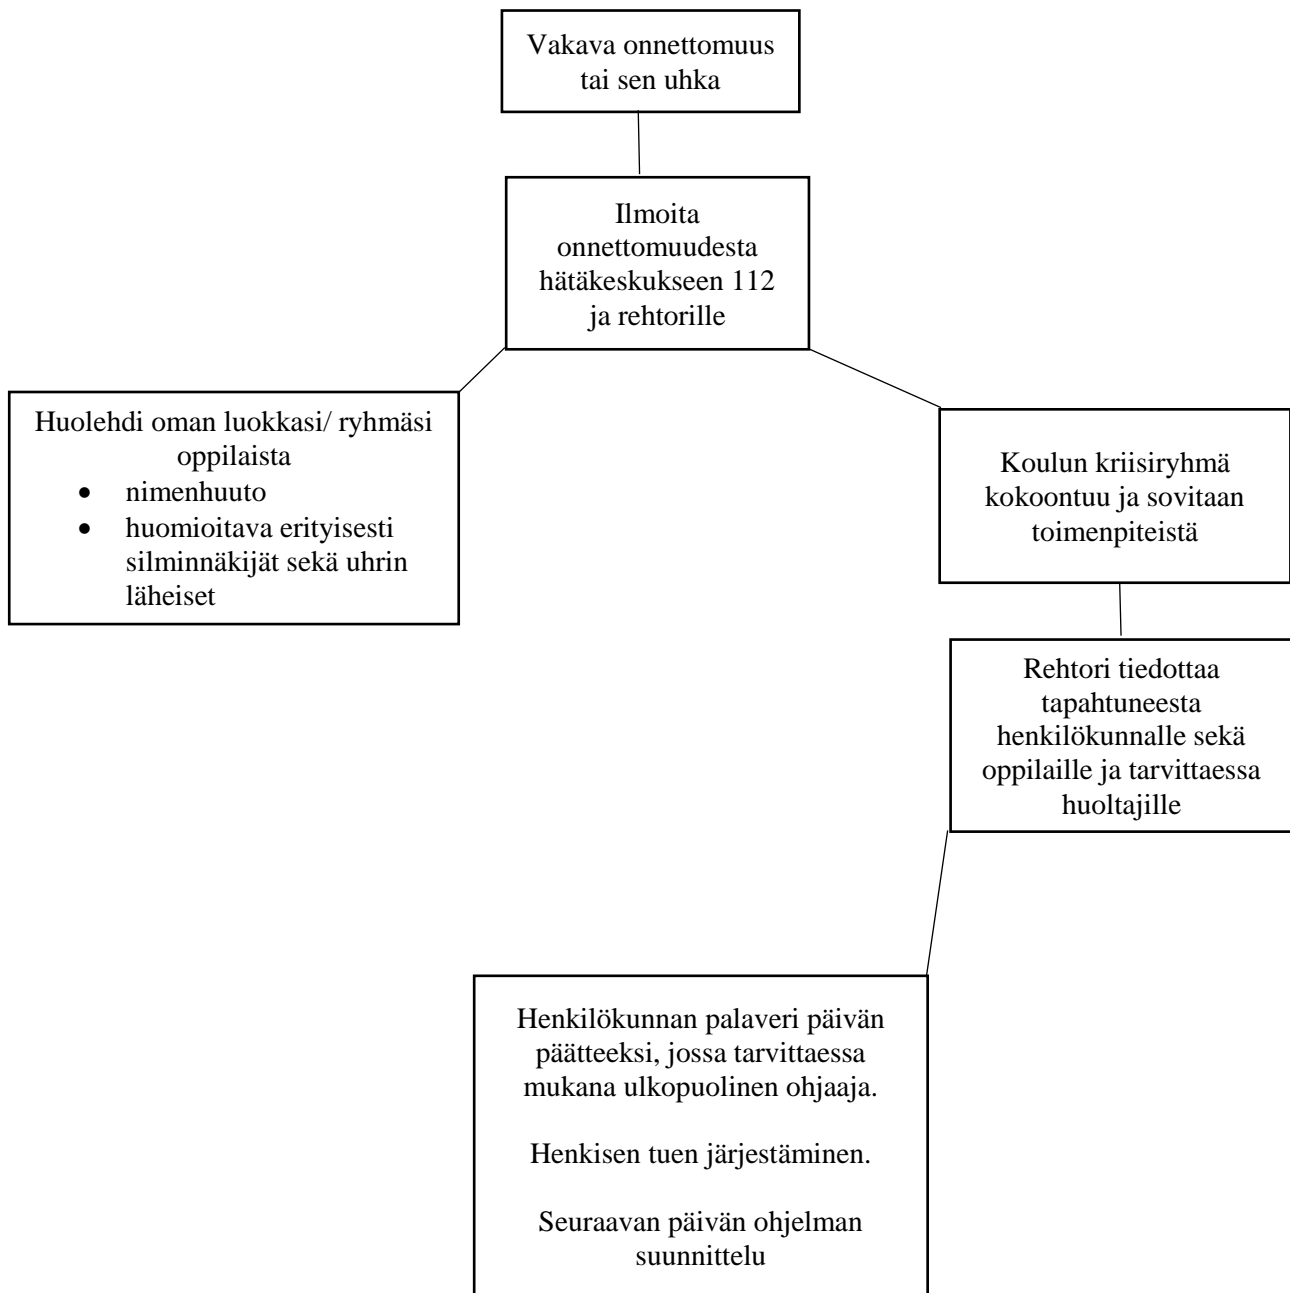 Vakava onnettomuus
tai sen uhka
Ilmoita
onnettomuudesta
hätäkeskukseen 112
ja rehtorille
Huolehdi oman luokkasi/ ryhmäsi
oppilaista
• nimenhuuto
• huomioitava erityisesti
silminnäkijät sekä uhrin
läheiset
Koulun kriisiryhmä
kokoontuu ja sovitaan
toimenpiteistä
Rehtori tiedottaa
tapahtuneesta
henkilökunnalle sekä
oppilaille ja tarvittaessa
huoltajille
Henkilökunnan palaveri päivän
päätteeksi, jossa tarvittaessa
mukana ulkopuolinen ohjaaja.
Henkisen tuen järjestäminen.
Seuraavan päivän ohjelman
suunnittelu